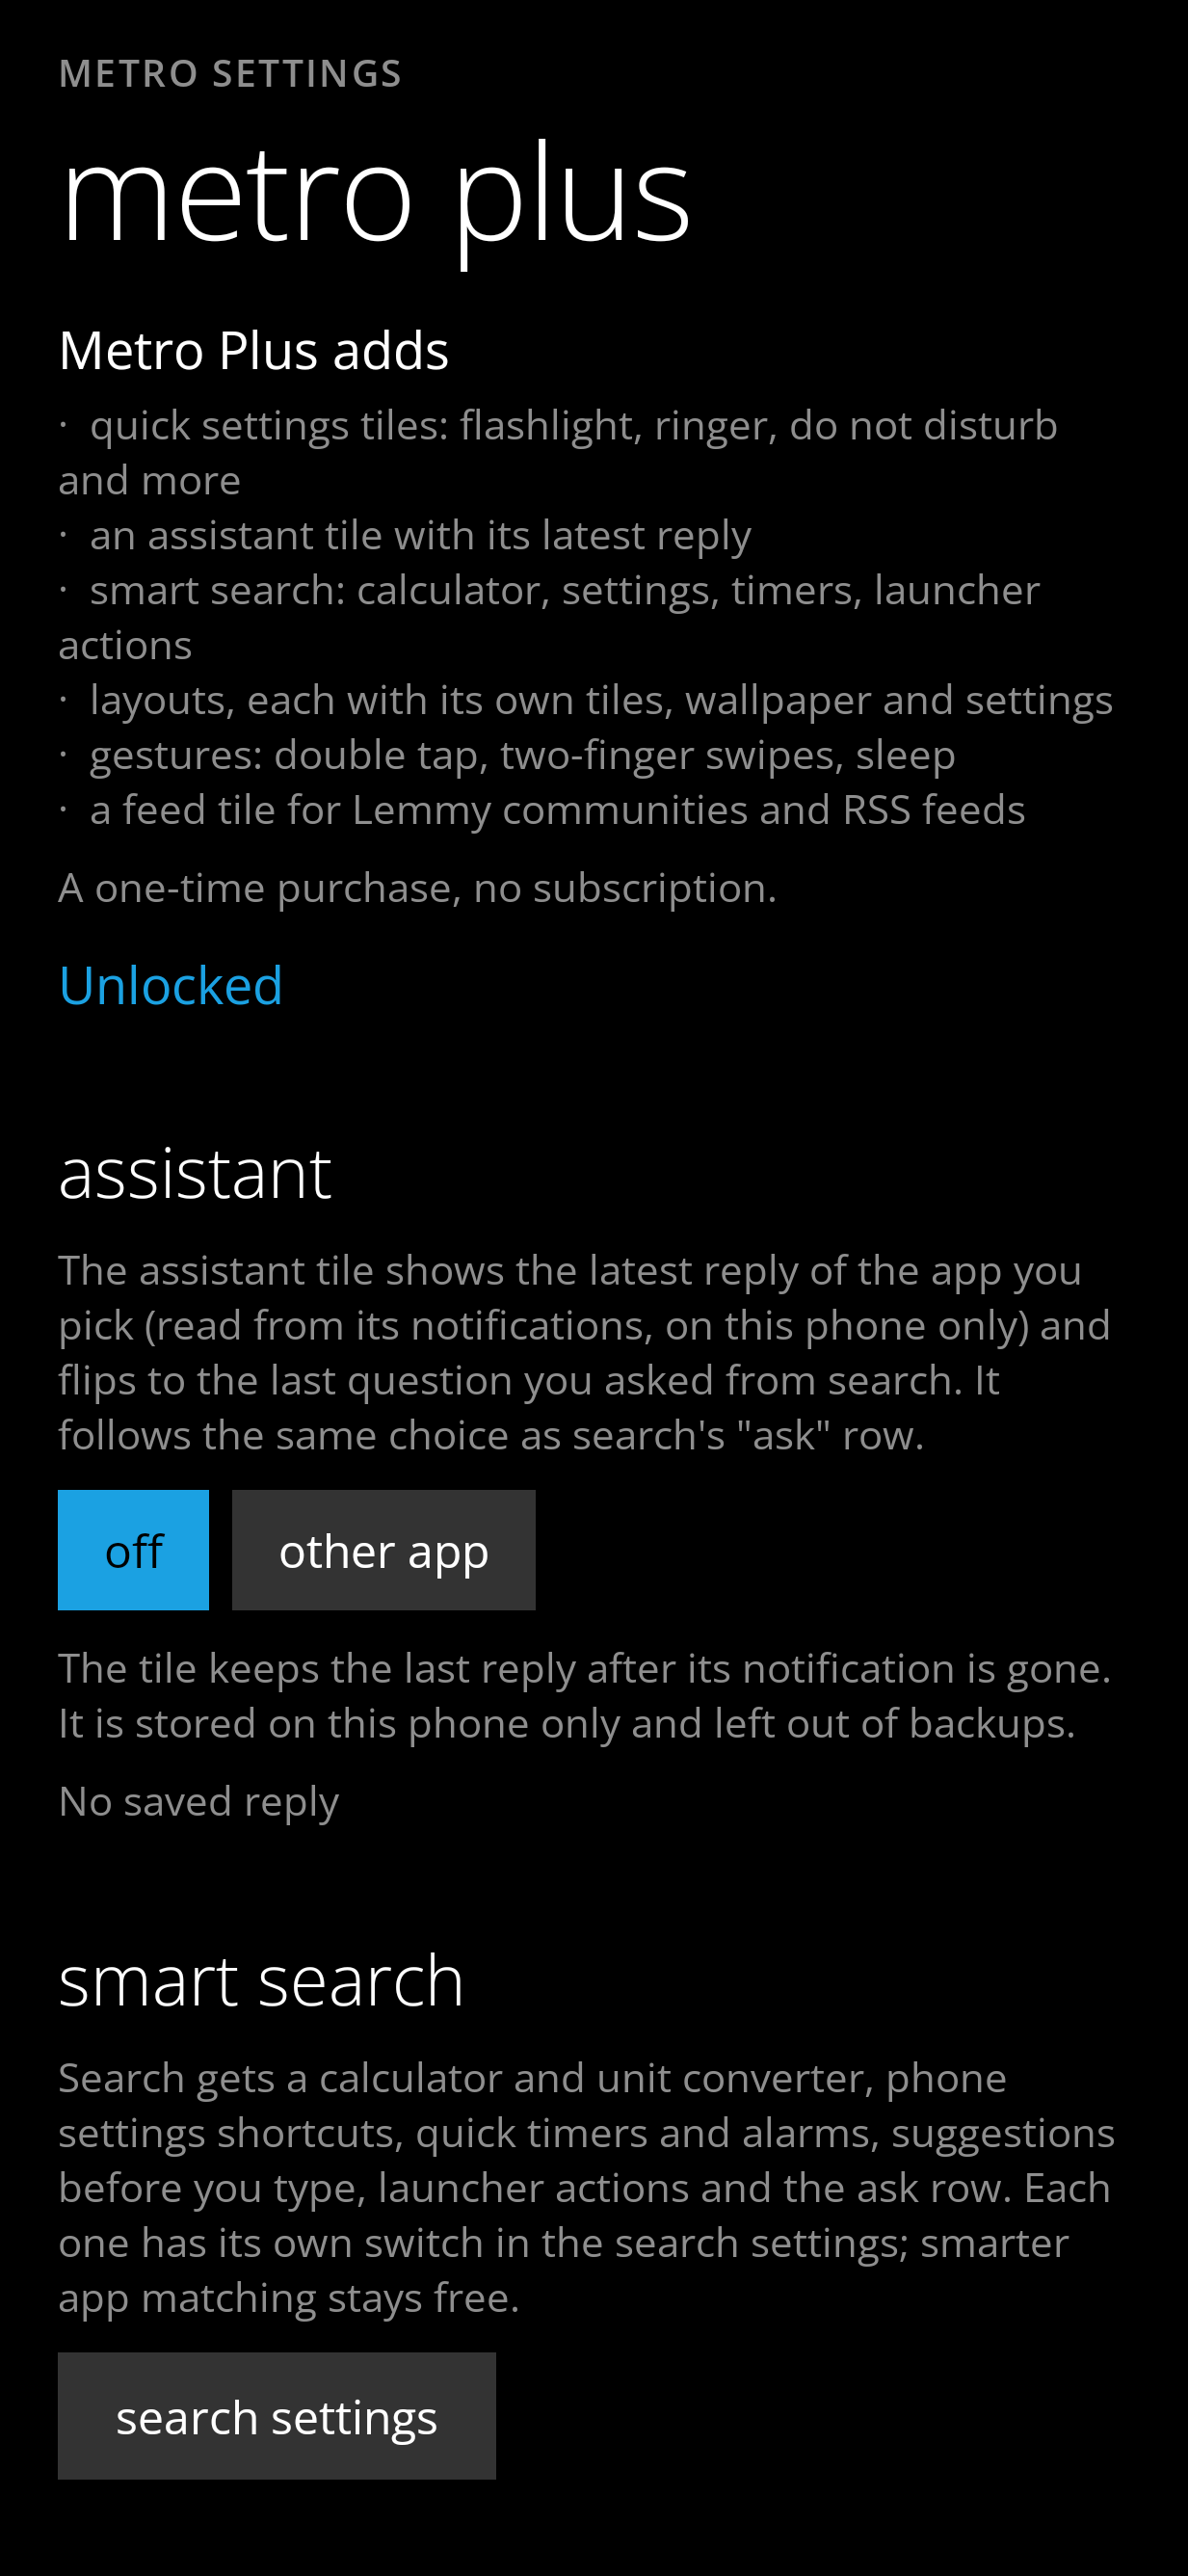 METRO SETTINGS
metro plus
Metro Plus adds
· quick settings tiles: flashlight, ringer, do not disturb
and more
· an assistant tile with its latest reply
· smart search: calculator, settings, timers, launcher
actions
· layouts, each with its own tiles, wallpaper and settings
· gestures: double tap, two-finger swipes, sleep
· a feed tile for Lemmy communities and RSS feeds
A one-time purchase, no subscription.
Unlocked
assistant
The assistant tile shows the latest reply of the app you
pick (read from its notifications, on this phone only) and
flips to the last question you asked from search. It
follows the same choice as search's "ask" row.
off
other app
The tile keeps the last reply after its notification is gone.
It is stored on this phone only and left out of backups.
No saved reply
smart search
Search gets a calculator and unit converter, phone
settings shortcuts, quick timers and alarms, suggestions
before you type, launcher actions and the ask row. Each
one has its own switch in the search settings; smarter
app matching stays free.
search settings